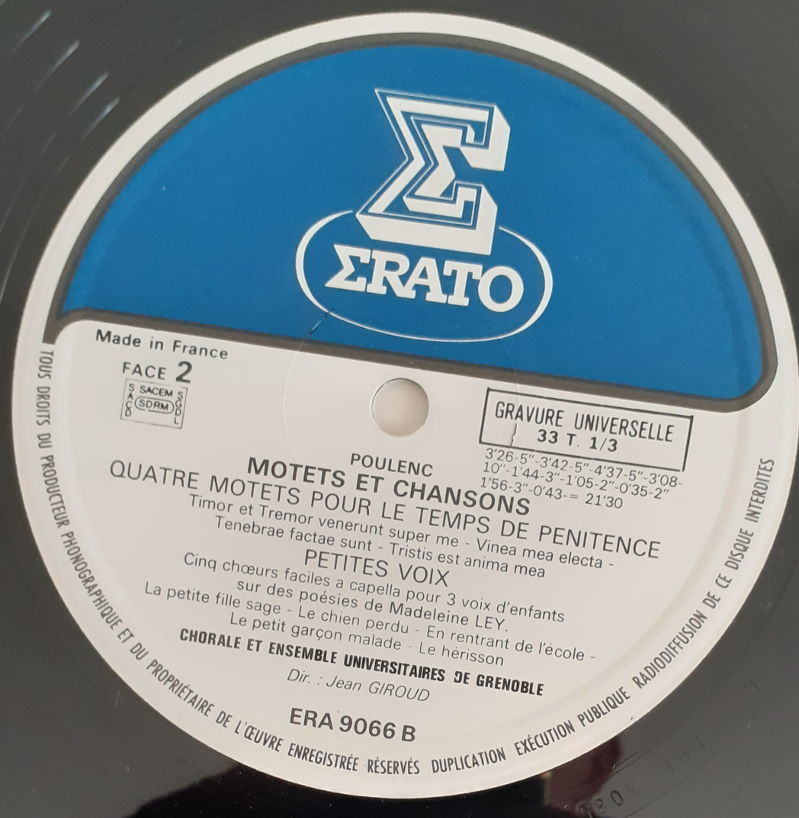 Σ
ΣRATO
Made in France
FACE 2
SACEM
SACD
SDRM
SGDL
GRAVURE UNIVERSELLE
33 T. 1/3
3'26-5"-3'42-5"-4'37-5"-3'08-
10"-1'44-3"-1'05-2"-0'35-2"
1'56-3"-0'43-= 21'30
POULENC
MOTETS ET CHANSONS
QUATRE MOTETS POUR LE TEMPS DE PENITENCE
Timor et Tremor venerunt super me - Vinea mea electa -
Tenebrae factae sunt - Tristis est anima mea
PETITES VOIX
Cinq chœurs faciles a capella pour 3 voix d'enfants
sur des poésies de Madeleine LEY.
La petite fille sage - Le chien perdu - En rentrant de l'école -
Le petit garçon malade - Le hérisson
CHORALE ET ENSEMBLE UNIVERSITAIRES DE GRENOBLE
Dir. : Jean GIROUD
ERA 9066 B
TOUS DROITS DU PRODUCTEUR PHONOGRAPHIQUE ET DU PROPRIÉTAIRE DE L'ŒUVRE ENREGISTRÉE RÉSERVÉS DUPLICATION EXÉCUTION PUBLIQUE RADIODIFFUSION DE CE DISQUE INTERDITES